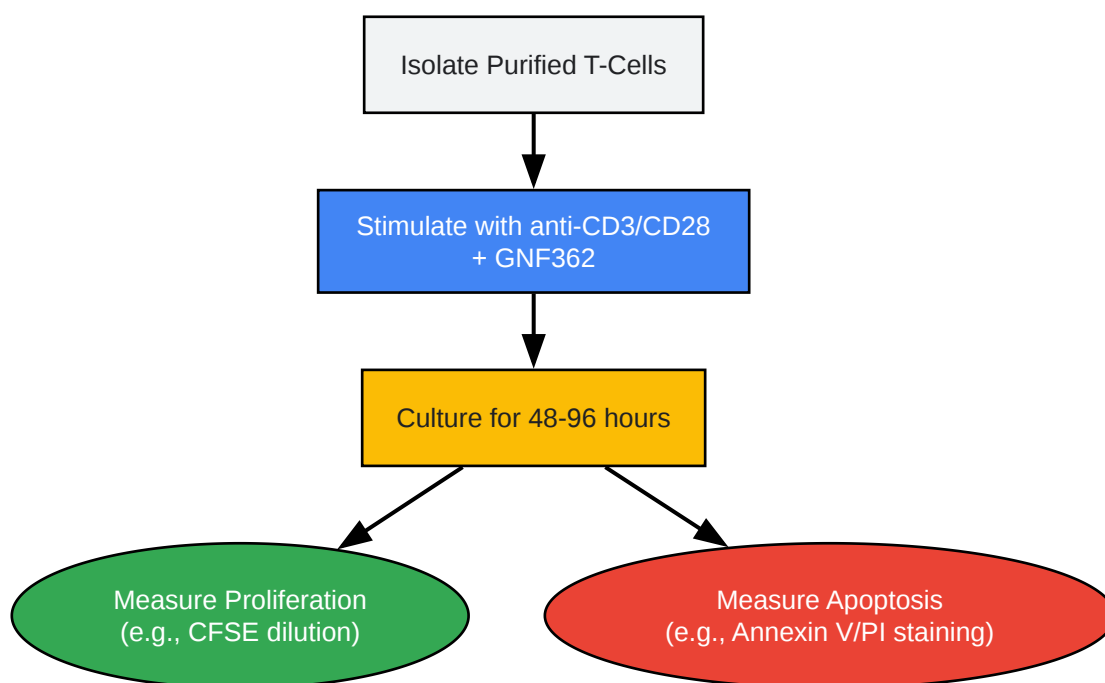 Isolate Purified T-Cells
Stimulate with anti-CD3/CD28
+ GNF362
Culture for 48-96 hours
Measure Proliferation
(e.g., CFSE dilution)
Measure Apoptosis
(e.g., Annexin V/PI staining)